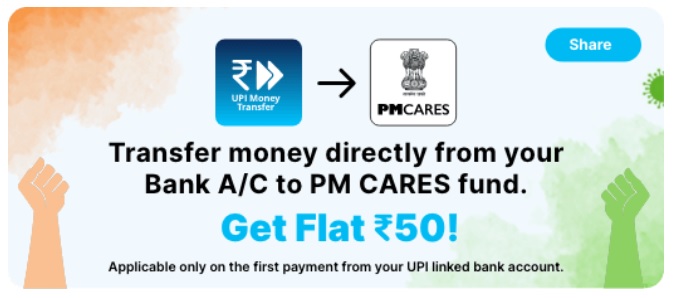 Share
₹
UPI Money
Transfer
PMCARES
Transfer money directly from your
Bank A/C to PM CARES fund.
Get Flat ₹50!
Applicable only on the first payment from your UPI linked bank account.